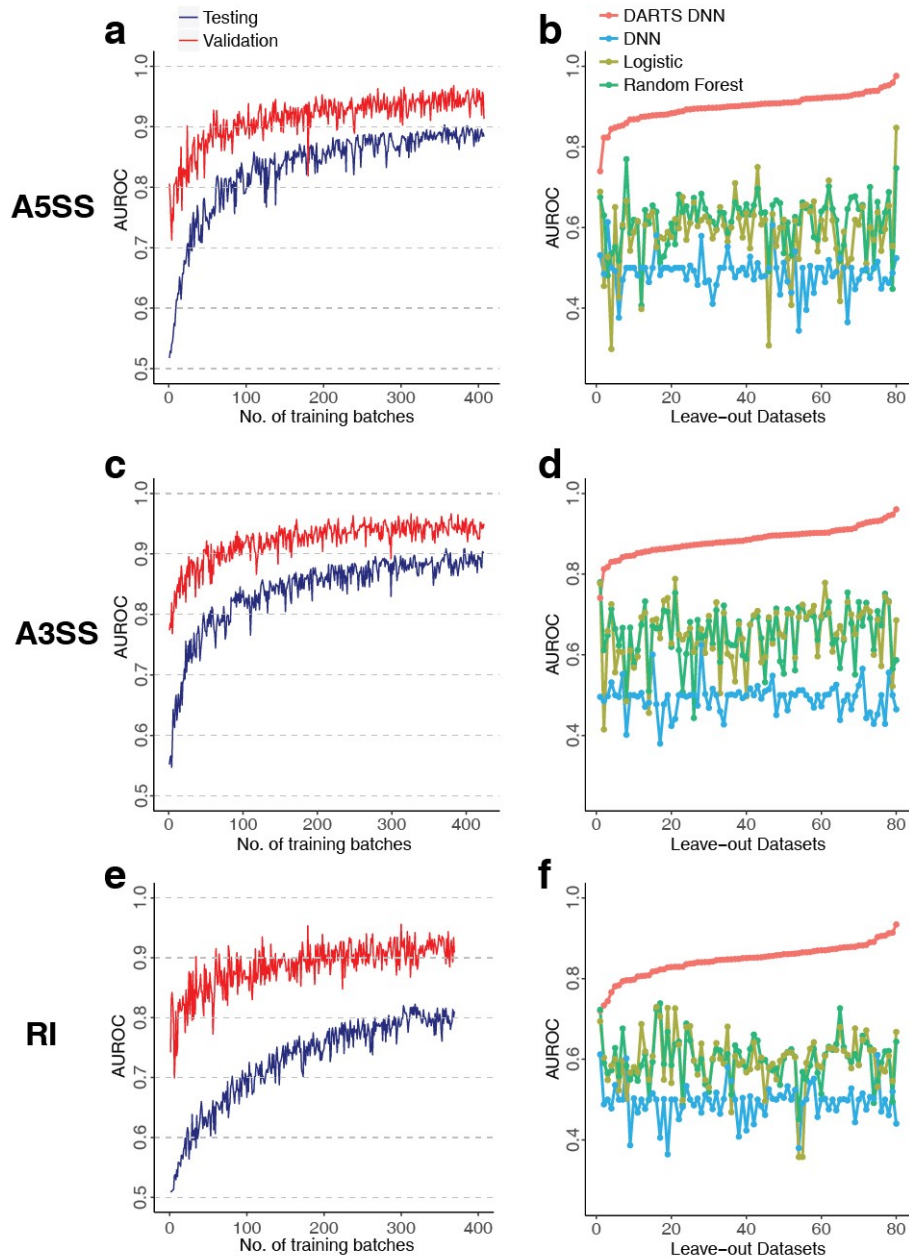 a
Testing
Validation
AUROC
1.0
0.9
0.8
0.7
0.6
0.5
0
100
200
300
400
No. of training batches
b
DARTS DNN
DNN
Logistic
Random Forest
AUROC
1.0
0.8
0.6
0.4
0
20
40
60
80
Leave-out Datasets
A5SS
c
AUROC
1.0
0.9
0.8
0.7
0.6
0.5
0
100
200
300
400
No. of training batches
d
AUROC
1.0
0.8
0.6
0.4
0
20
40
60
80
Leave-out Datasets
A3SS
e
AUROC
1.0
0.9
0.8
0.7
0.6
0.5
0
100
200
300
400
No. of training batches
f
AUROC
1.0
0.8
0.6
0.4
0
20
40
60
80
Leave-out Datasets
RI